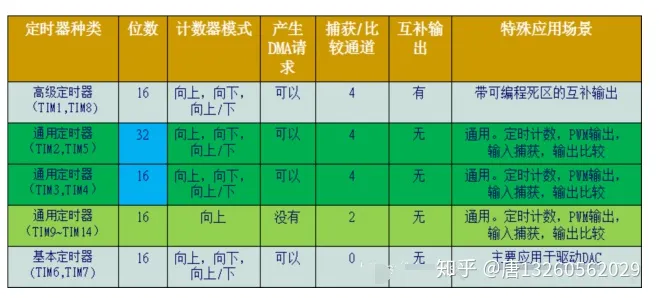 定时器种类 位数 计数器模式 产生 捕获/比 互补输 特殊应用场景
DMA请 较通道 出
求
高级定时器 16 向上，向下， 可以 4 有 带可编程死区的互补输出
（TIM1,TIM8) 向上/下
通用定时器 32 向上，向下， 可以 4 无 通用。定时计数，PWM输出，
(TIM2,TIM5) 向上/下 输入捕获，输出比较
通用定时器 16 向上，向下， 可以 4 无 通用。定时计数，PWM输出，
(TIM3,TIM4) 向上/下 输入捕获，输出比较
通用定时器 16 向上 没有 2 无 通用。定时计数，PWM输出，
(TIM9~TIM14) 输入捕获，输出比较
基本定时器 16 向上，向下， 可以 0 无 主要应用于驱动DAC
(TIM6,TIM7) 向上/下
知乎 @唐13260562029